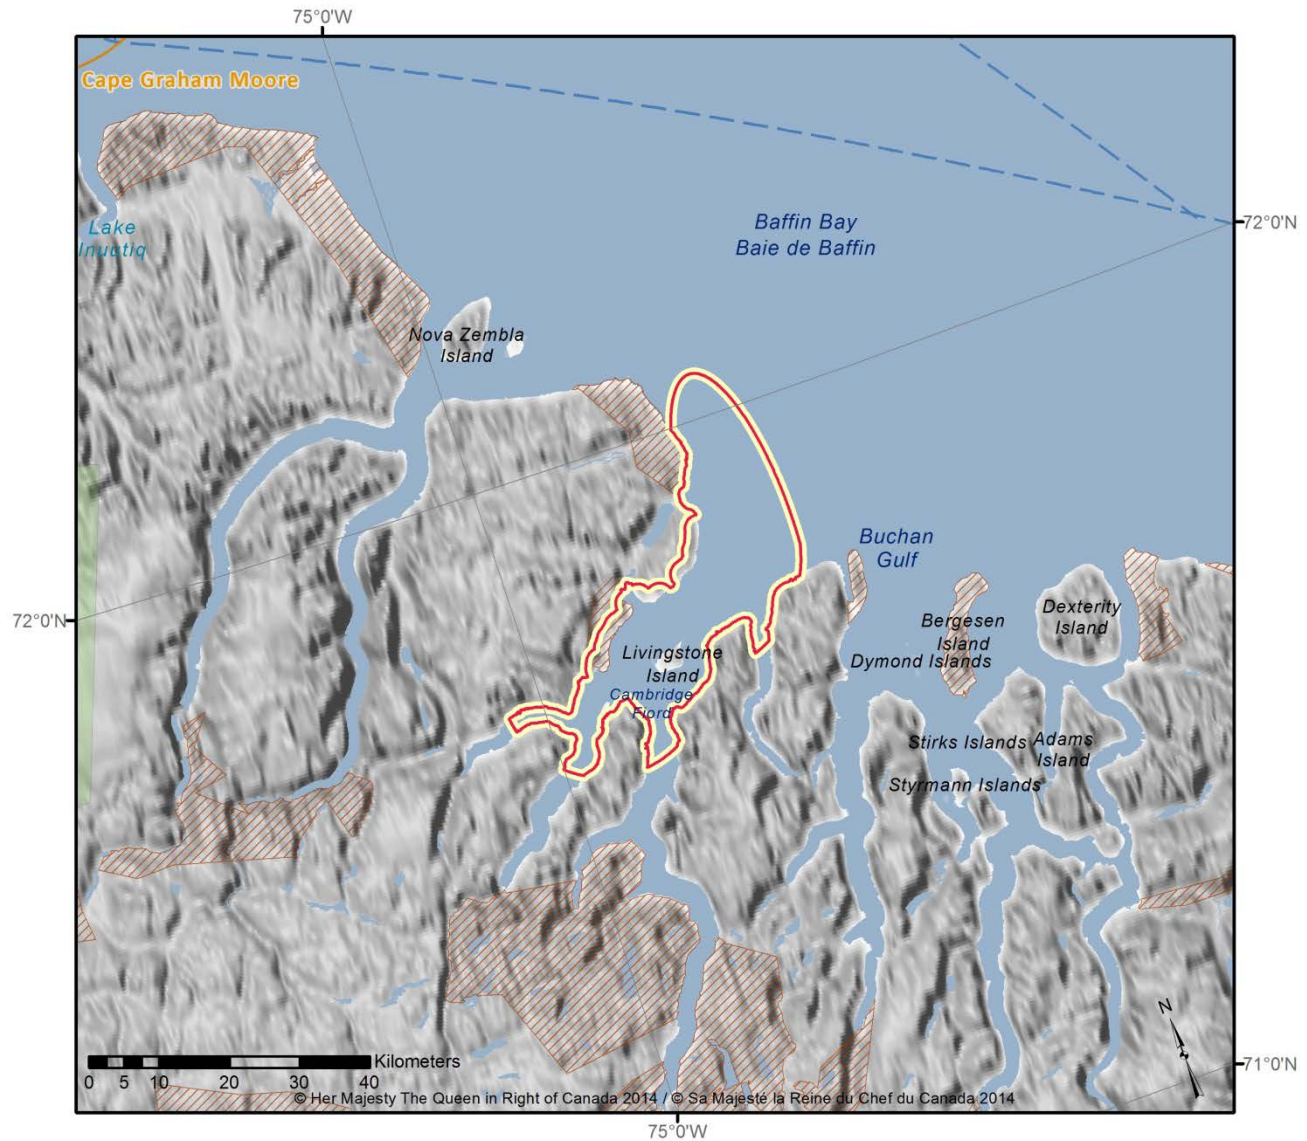 75°0'W
Cape Graham Moore
Baffin Bay
Baie de Baffin
72°0'N
Lake
Inuutiq
Nova Zembla
Island
Buchan
Gulf
Dexterity
Island
72°0'N
Bergesen
Island
Livingstone
Island
Dymond Islands
Cambridge
Fiord
Stirks Islands
Adams
Island
Styrmann Islands
N
Kilometers
0 5 10 20 30 40
71°0'N
© Her Majesty The Queen in Right of Canada 2014 / © Sa Majesté la Reine du Chef du Canada 2014
75°0'W